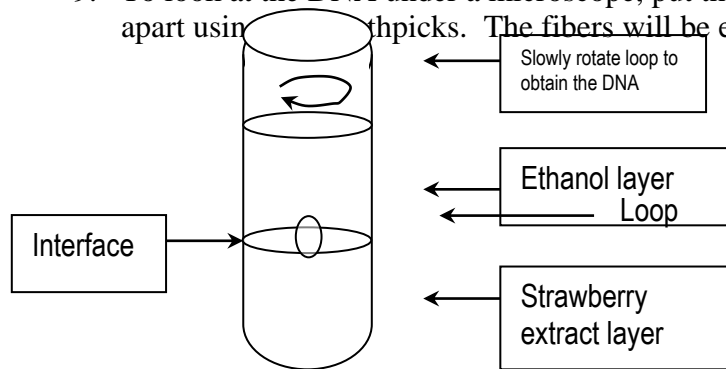 9. To look at the DNA under a microscope, put
apart using thpicks. The fibers will be
Slowly rotate loop to
obtain the DNA
Ethanol layer
Loop
Interface
Strawberry
extract layer